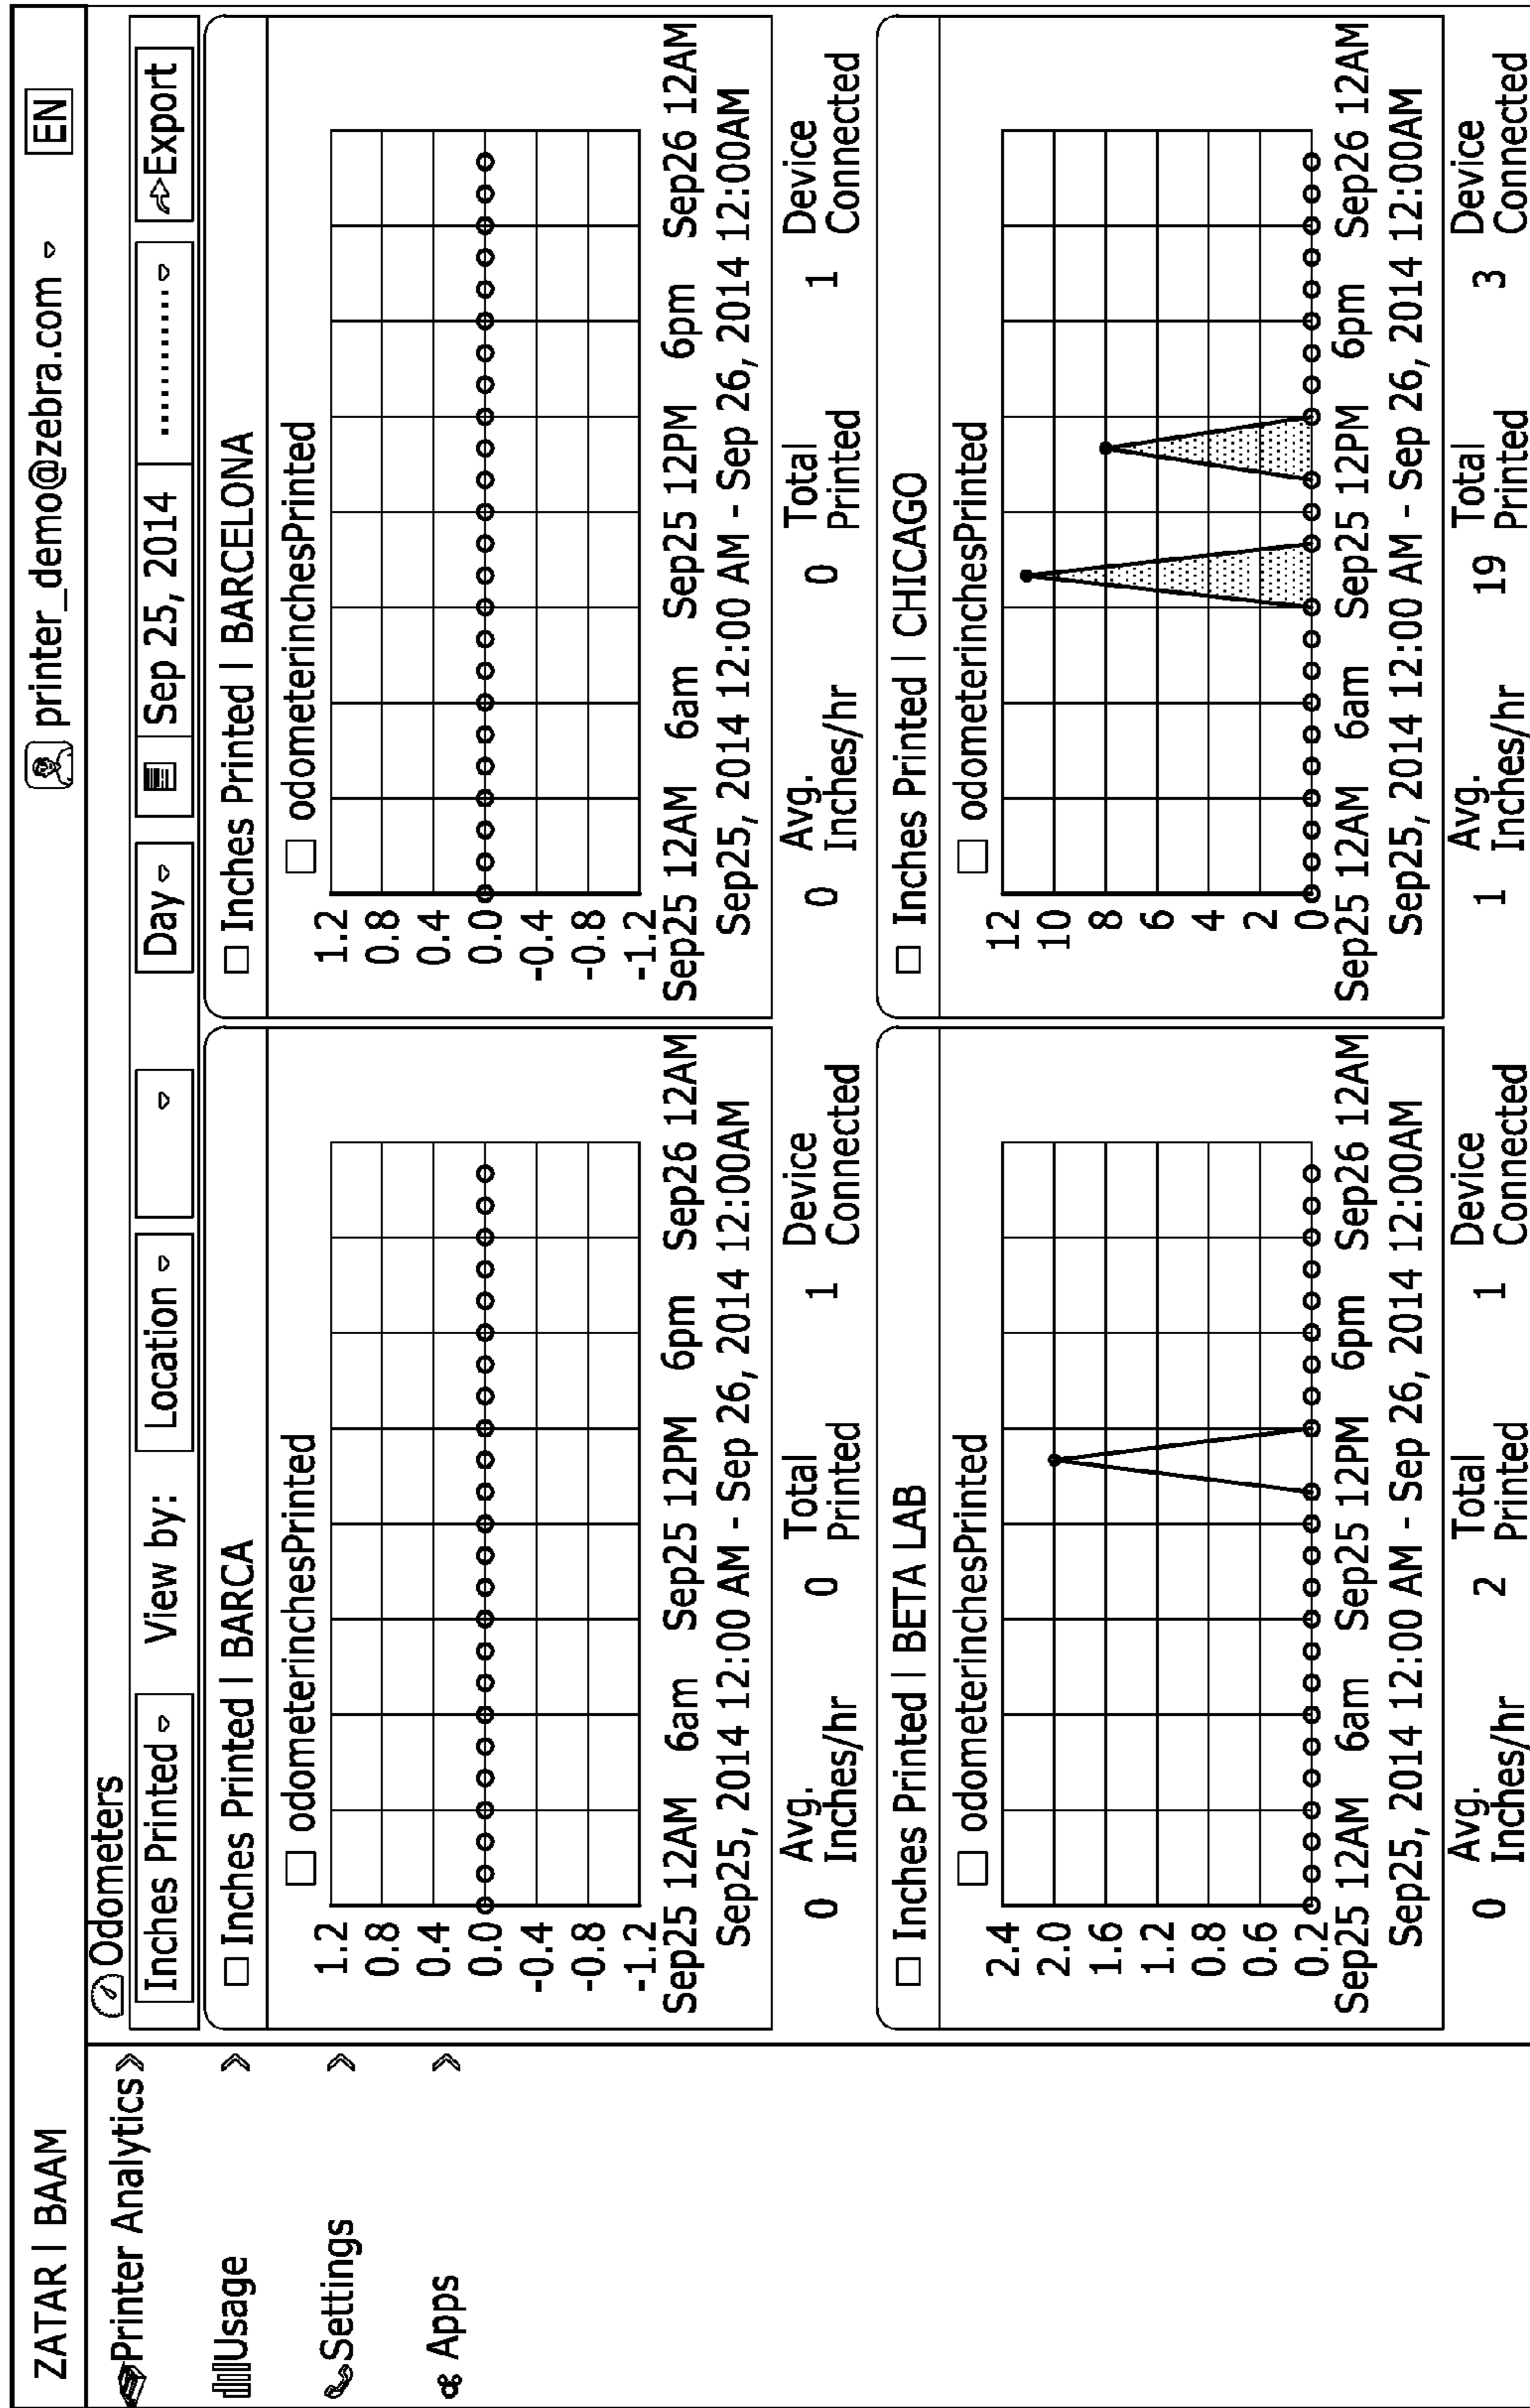 ZATAR | BAAM
printer_demo@zebra.com
EN
Printer Analytics
Usage
Settings
Apps
Odometers
Inches Printed
View by:
Location
Day
Sep 25, 2014
............
Export
Inches Printed | BARCA
odometerinchesPrinted
1.2
0.8
0.4
0.0
-0.4
-0.8
-1.2
Sep25 12AM 6am Sep25 12PM 6pm Sep26 12AM
Sep25, 2014 12:00 AM - Sep 26, 2014 12:00AM
0 Avg. Inches/hr
0 Total Printed
1 Device Connected
Inches Printed | BARCELONA
odometerinchesPrinted
1.2
0.8
0.4
0.0
-0.4
-0.8
-1.2
Sep25 12AM 6am Sep25 12PM 6pm Sep26 12AM
Sep25, 2014 12:00 AM - Sep 26, 2014 12:00AM
0 Avg. Inches/hr
0 Total Printed
1 Device Connected
Inches Printed | BETA LAB
odometerinchesPrinted
2.4
2.0
1.6
1.2
0.8
0.6
0.2
Sep25 12AM 6am Sep25 12PM 6pm Sep26 12AM
Sep25, 2014 12:00 AM - Sep 26, 2014 12:00AM
0 Avg. Inches/hr
2 Total Printed
1 Device Connected
Inches Printed | CHICAGO
odometerinchesPrinted
12
10
8
6
4
2
0
Sep25 12AM 6am Sep25 12PM 6pm Sep26 12AM
Sep25, 2014 12:00 AM - Sep 26, 2014 12:00AM
1 Avg. Inches/hr
19 Total Printed
3 Device Connected